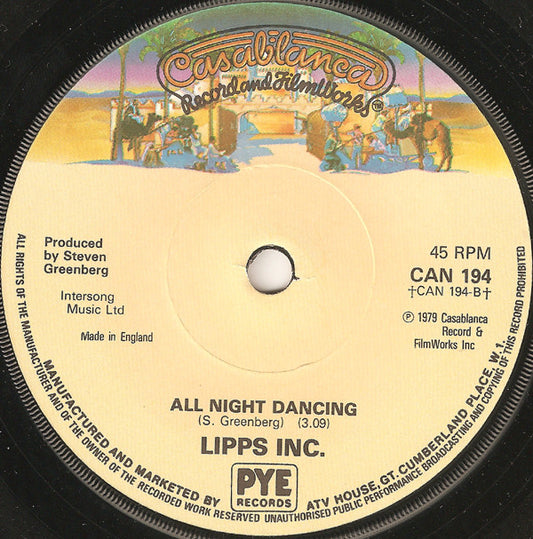 Casablanca
Record and FilmWorks®
Produced
by Steven
Greenberg
Intersong
Music Ltd
Made in England
45 RPM
CAN 194
†CAN 194-B†
℗ 1979 Casablanca
Record &
FilmWorks Inc
ALL NIGHT DANCING
(S. Greenberg) (3.09)
LIPPS INC.
PYE
RECORDS
MANUFACTURED AND MARKETED BY
ATV HOUSE, GT. CUMBERLAND PLACE, W.1.
ALL RIGHTS OF THE MANUFACTURER AND OF THE OWNER OF THE RECORDED WORK RESERVED UNAUTHORISED PUBLIC PERFORMANCE BROADCASTING AND COPYING OF THIS RECORD PROHIBITED